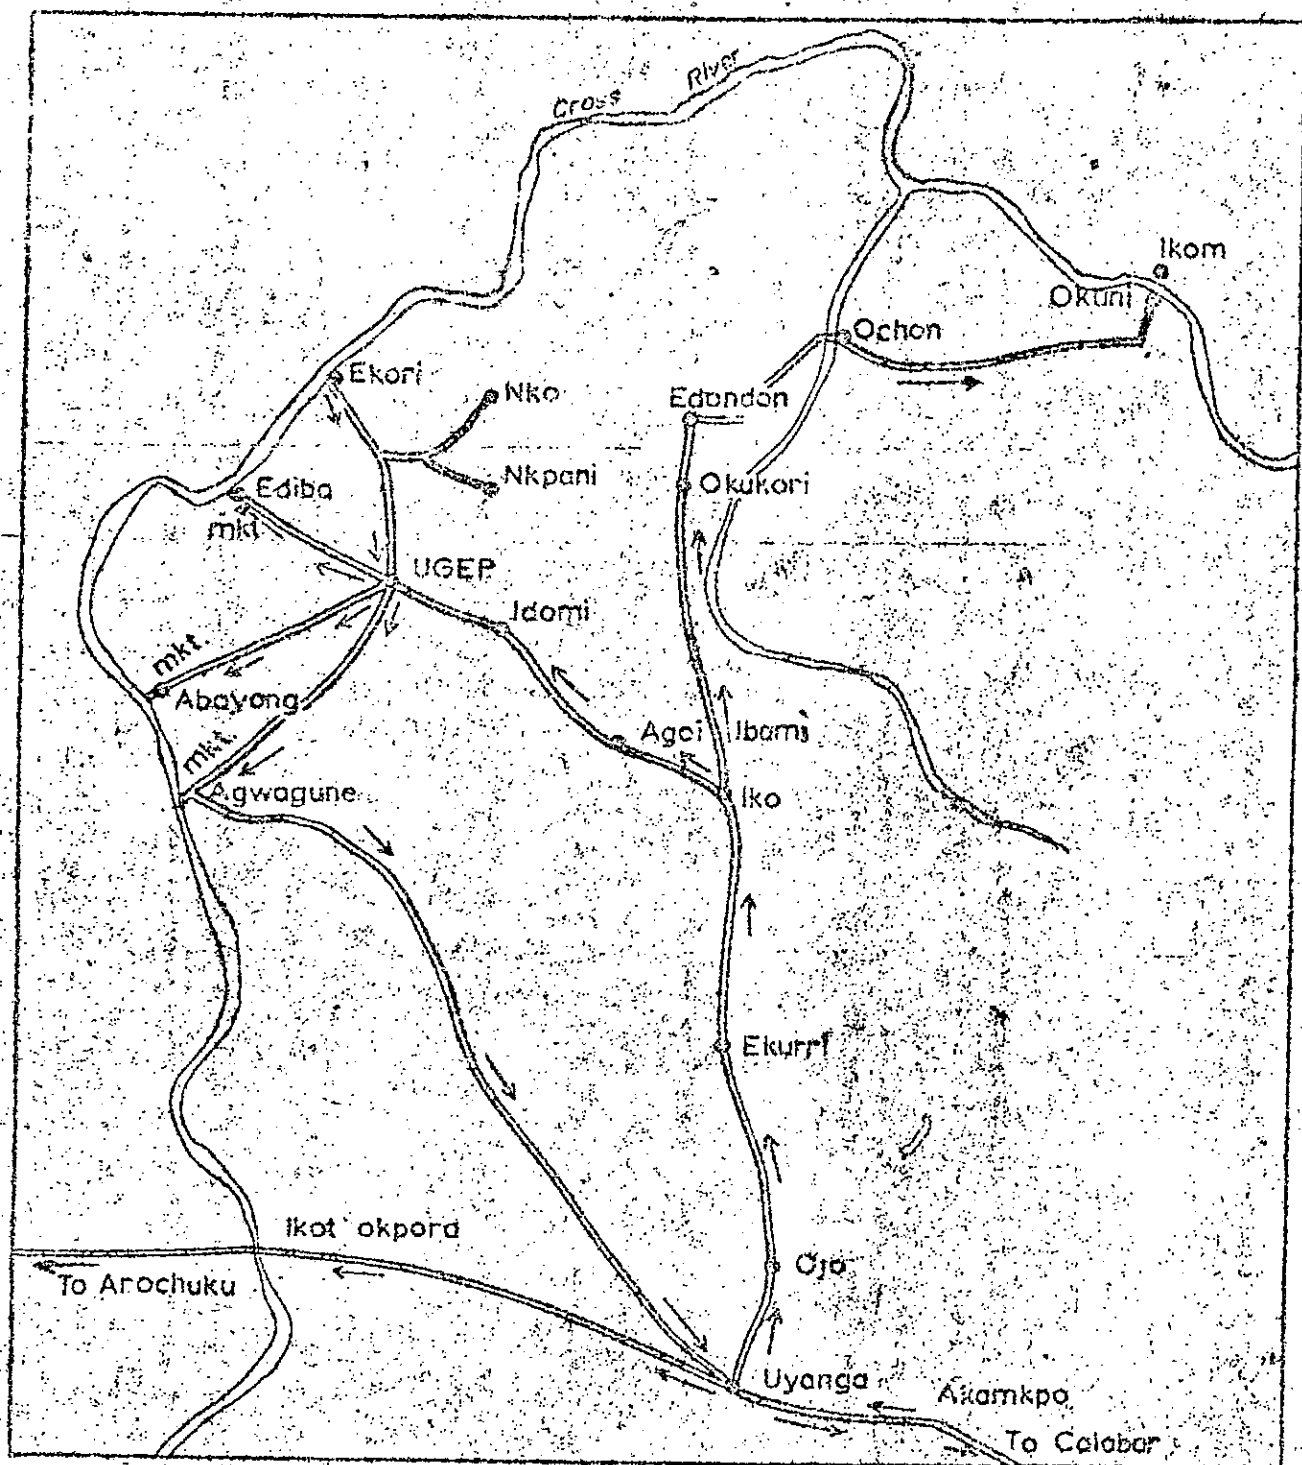 Cross River
Ikom
Okuni
Ochon
Ekori
Nko
Edondon
Nkpani
Okukori
Ediba
mkt
UGEP
Idomi
mkt.
Abayong
Agoi
Ibami
mkt.
Agwagune
Iko
Ekurri
Ikot okpora
To Arochuku
Ojo
Uyanga
Akamkpo
To Calabar